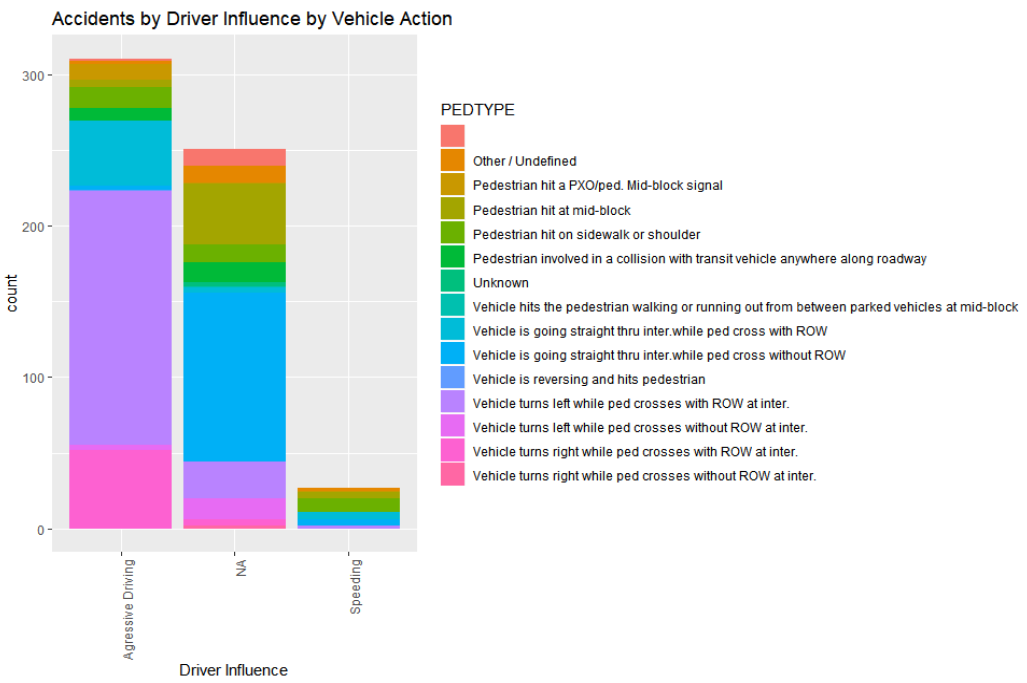 Accidents by Driver Influence by Vehicle Action
300
200
100
0
count
Agressive Driving
NA
Speeding
Driver Influence
PEDTYPE
Other / Undefined
Pedestrian hit a PXO/ped. Mid-block signal
Pedestrian hit at mid-block
Pedestrian hit on sidewalk or shoulder
Pedestrian involved in a collision with transit vehicle anywhere along roadway
Unknown
Vehicle hits the pedestrian walking or running out from between parked vehicles at mid-block
Vehicle is going straight thru inter.while ped cross with ROW
Vehicle is going straight thru inter.while ped cross without ROW
Vehicle is reversing and hits pedestrian
Vehicle turns left while ped crosses with ROW at inter.
Vehicle turns left while ped crosses without ROW at inter.
Vehicle turns right while ped crosses with ROW at inter.
Vehicle turns right while ped crosses without ROW at inter.